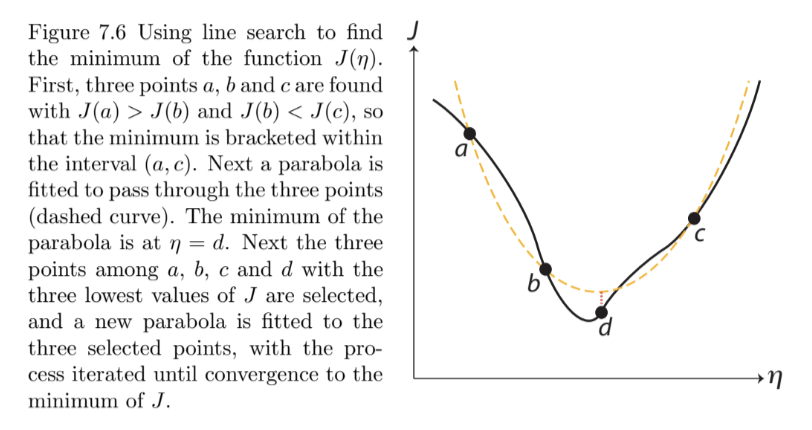 Figure 7.6 Using line search to find
the minimum of the function J(η).
First, three points a, b and c are found
with J(a) > J(b) and J(b) < J(c), so
that the minimum is bracketed within
the interval (a, c). Next a parabola is
fitted to pass through the three points
(dashed curve). The minimum of the
parabola is at η = d. Next the three
points among a, b, c and d with the
three lowest values of J are selected,
and a new parabola is fitted to the
three selected points, with the pro-
cess iterated until convergence to the
minimum of J.
J
a
b
c
d
η